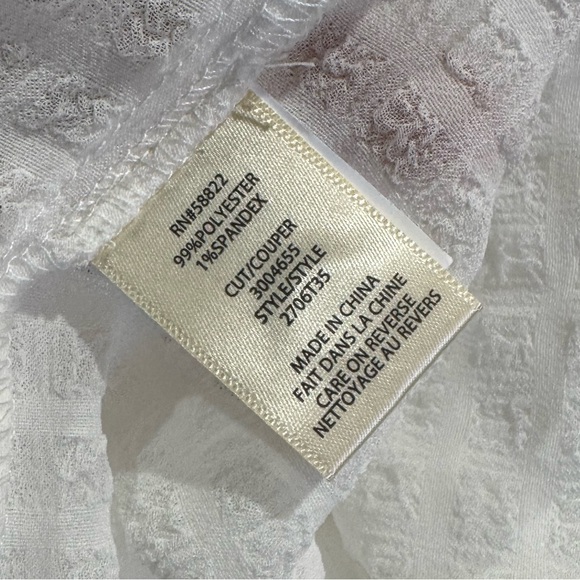 RN#58822
99%POLYESTER
1%SPANDEX
CUT/COUPER
3004655
STYLE/STYLE
2706T35
MADE IN CHINA
FAIT DANS LA CHINE
CARE ON REVERSE
NETTOYAGE AU REVERS